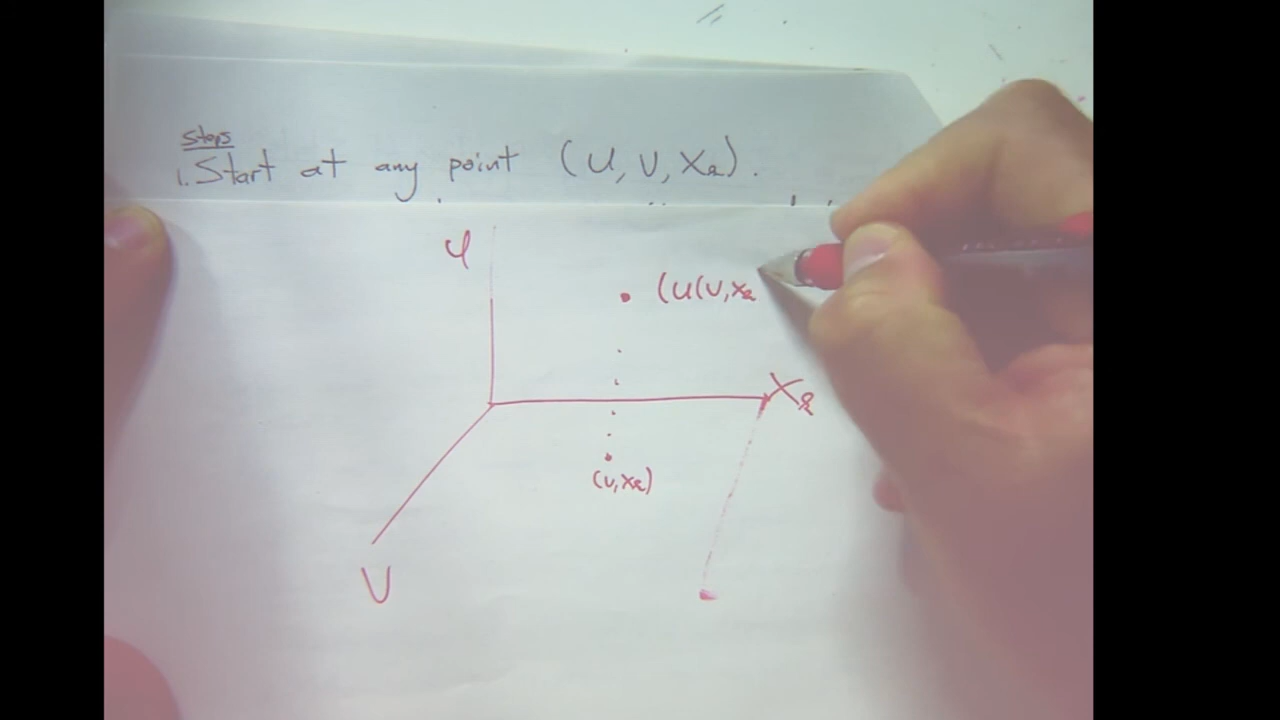 Steps
1. Start at any point (U, V, X₂).
U
(U(V,X₂
X₂
(V,X₂)
V